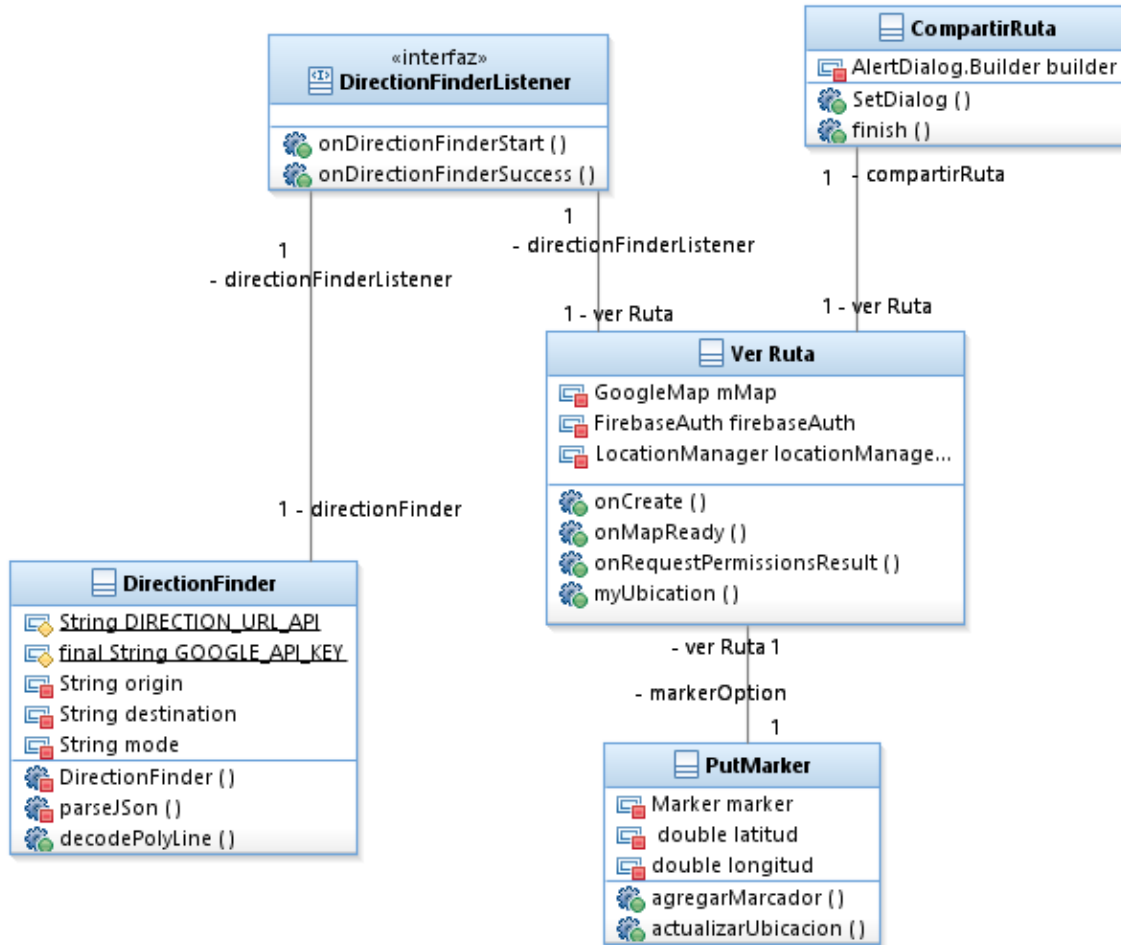 CompartirRuta
AlertDialog.Builder builder
SetDialog ()
finish ()
«interfaz»
DirectionFinderListener
onDirectionFinderStart ()
onDirectionFinderSuccess ()
1 - compartirRuta
1
- directionFinderListener
1
- directionFinderListener
1 - ver Ruta
1 - ver Ruta
Ver Ruta
GoogleMap mMap
FirebaseAuth firebaseAuth
LocationManager locationManage...
onCreate ()
onMapReady ()
onRequestPermissionsResult ()
myUbication ()
1 - directionFinder
DirectionFinder
String DIRECTION_URL_API
final String GOOGLE_API_KEY
String origin
String destination
String mode
DirectionFinder ()
parseJSon ()
decodePolyLine ()
- ver Ruta 1
- markerOption
1
PutMarker
Marker marker
double latitud
double longitud
agregarMarcador ()
actualizarUbicacion ()